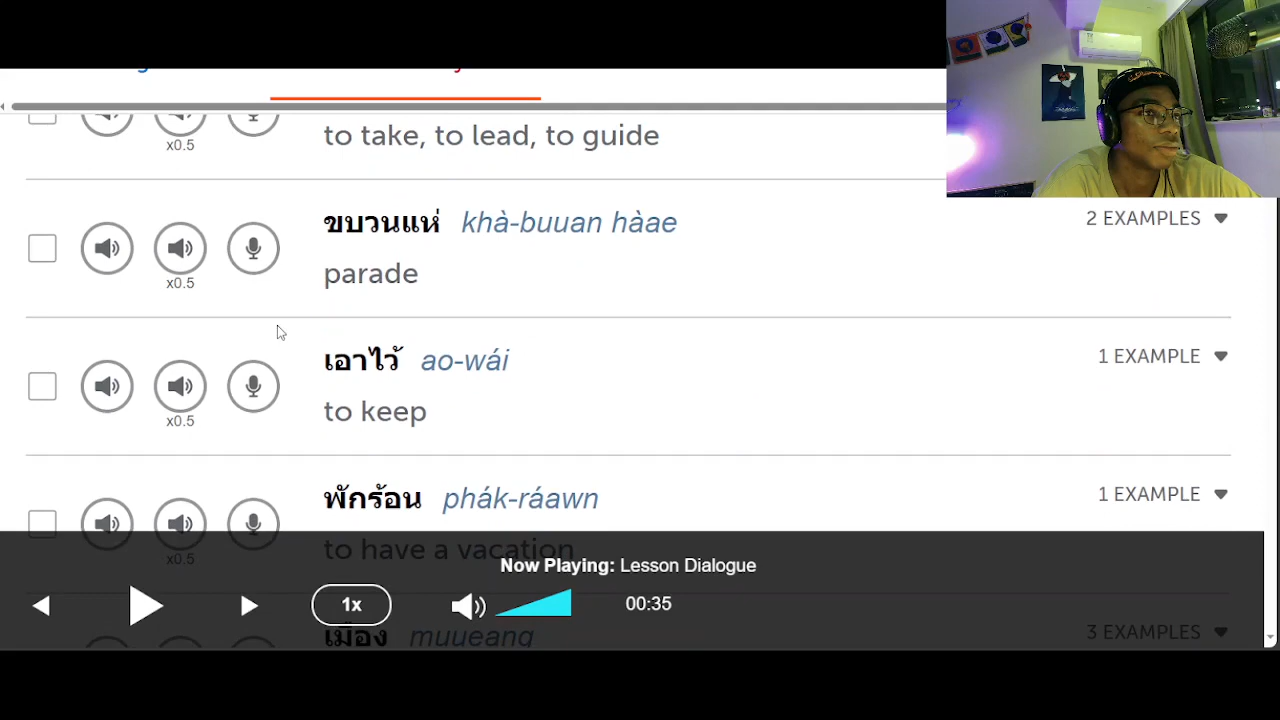 x0.5
to take, to lead, to guide
ขบวนแห่ khà-buuan hàae
2 EXAMPLES
parade
x0.5
เอาไว้ ao-wái
1 EXAMPLE
to keep
x0.5
พักร้อน phák-ráawn
1 EXAMPLE
to have a vacation
x0.5
Now Playing: Lesson Dialogue
1x
00:35
เมือง muueang
3 EXAMPLES